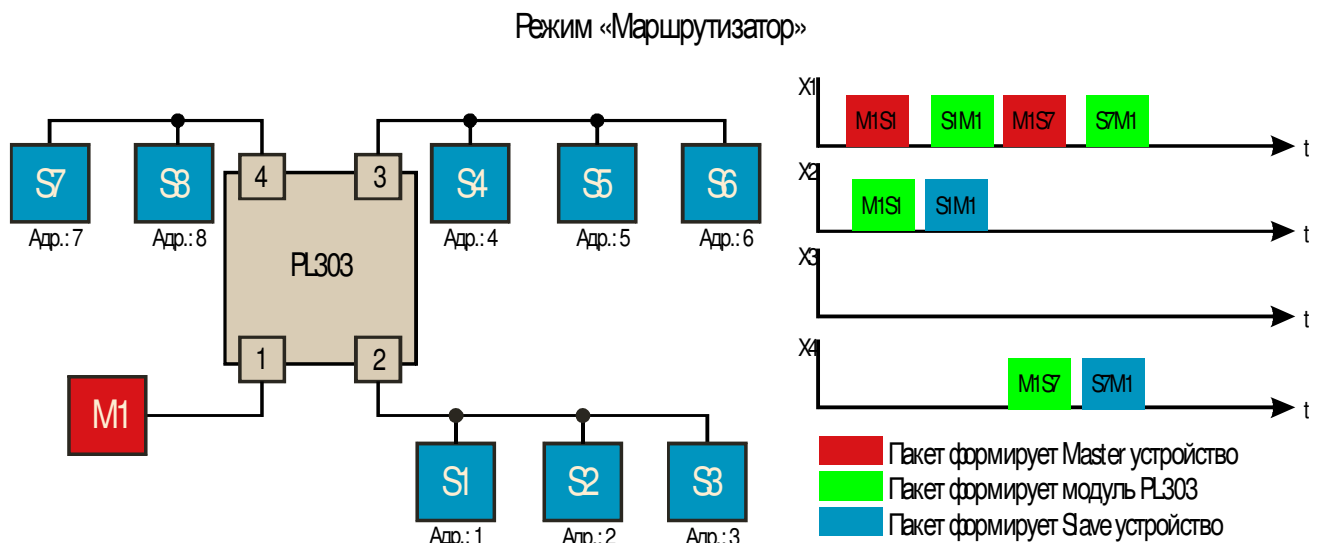 Режим «Маршрутизатор»
4
3
S7
S8
S4
S5
S6
Адр.: 7
Адр.: 8
Адр.: 4
Адр.: 5
Адр.: 6
PL303
1
2
M1
S1
S2
S3
Адр.: 1
Адр.: 2
Адр.: 3
X1
M1S1
S1M1
M1S7
S7M1
t
X2
M1S1
S1M1
t
X3
t
X4
M1S7
S7M1
t
Пакет формирует Master устройство
Пакет формирует модуль PL303
Пакет формирует Slave устройство